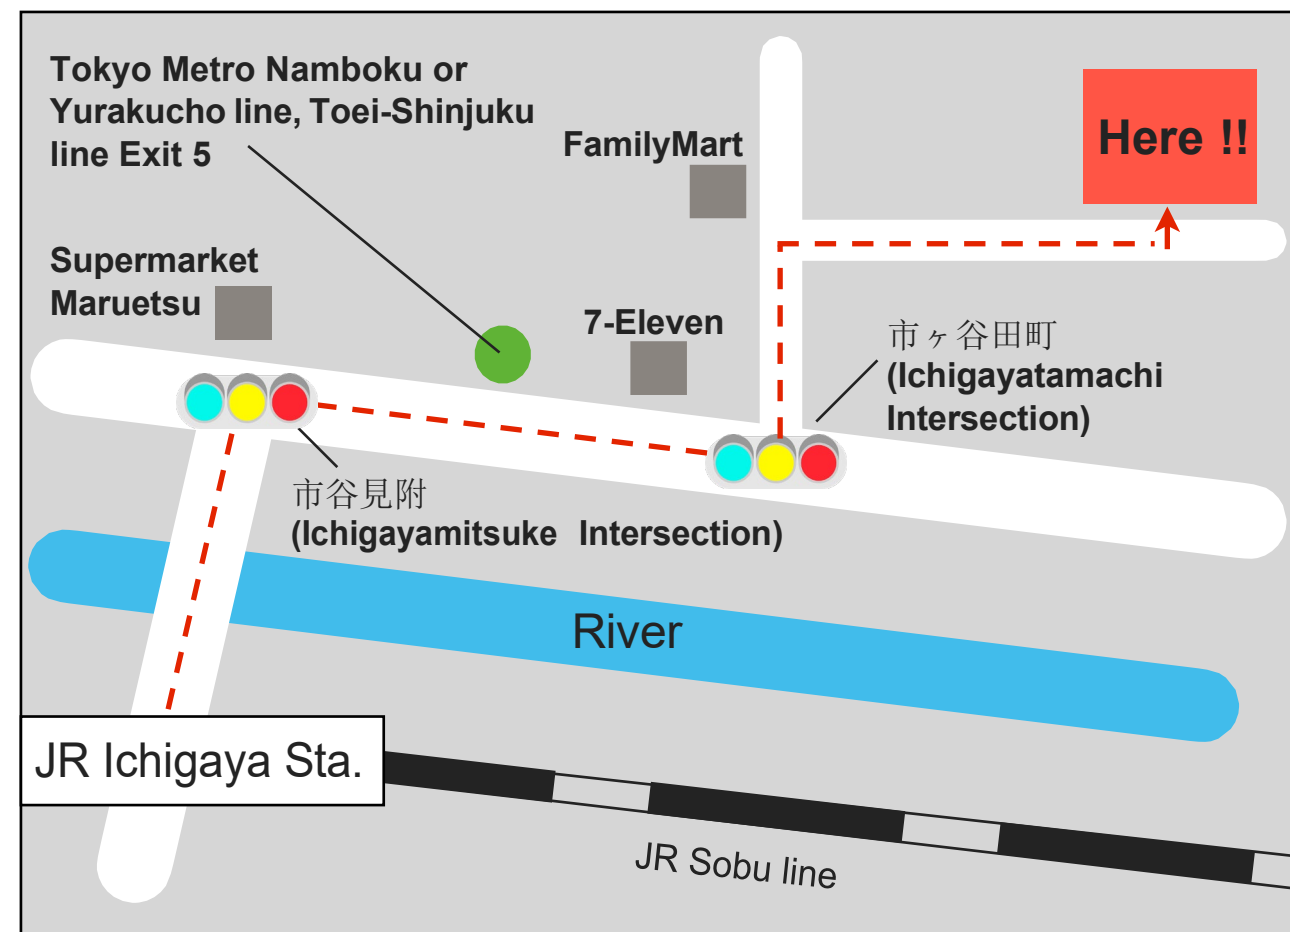 Tokyo Metro Namboku or
Yurakucho line, Toei-Shinjuku
line Exit 5
FamilyMart
Here !!
Supermarket
Maruetsu
7-Eleven
市ヶ谷田町
(Ichigayatamachi
Intersection)
市谷見附
(Ichigayamitsuke Intersection)
River
JR Ichigaya Sta.
JR Sobu line